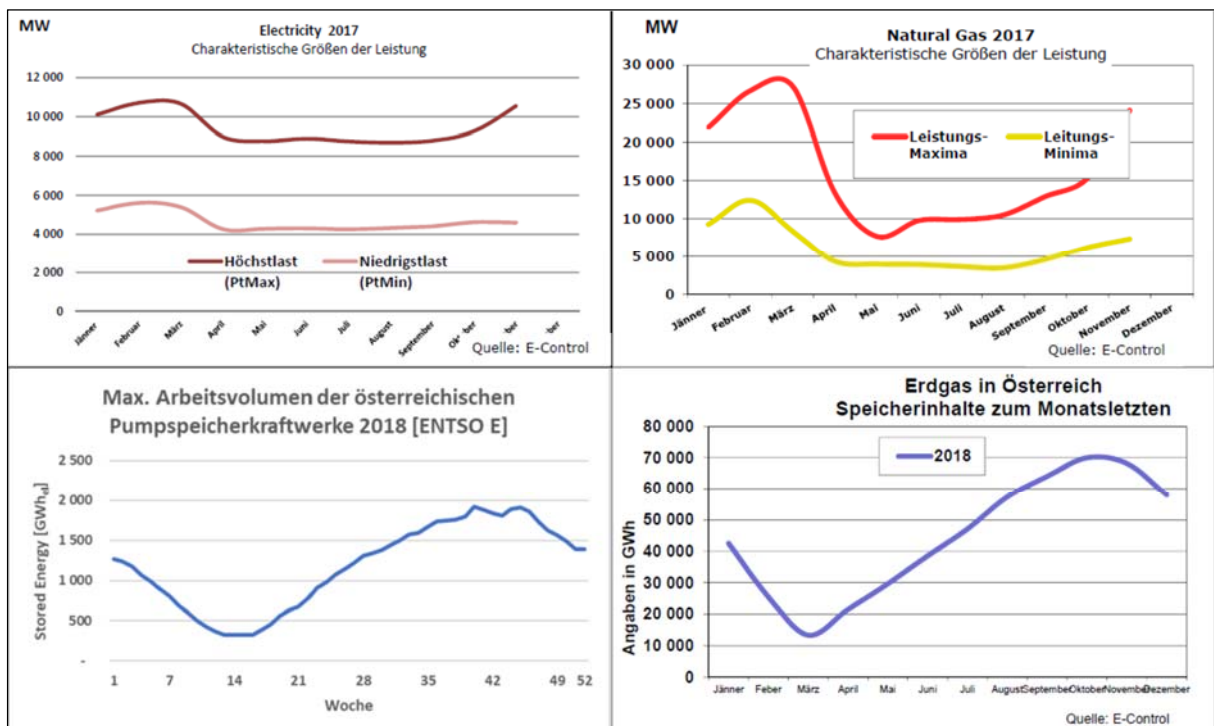 MW
Electricity 2017
Charakteristische Größen der Leistung
12 000
10 000
8 000
6 000
4 000
2 000
0
Höchstlast
(PtMax)
Niedrigstlast
(PtMin)
Jänner
Februar
März
April
Mai
Juni
Juli
August
September
Quelle: E-Control
MW
Natural Gas 2017
Charakteristische Größen der Leistung
30 000
25 000
20 000
15 000
10 000
5 000
0
Leistungs-
Maxima
Leitungs-
Minima
Jänner
Februar
März
April
Mai
Juni
Juli
August
September
Oktober
November
Dezember
Quelle: E-Control
Max. Arbeitsvolumen der österreichischen
Pumpspeicherkraftwerke 2018 [ENTSO E]
Stored Energy [GWhel]
2 500
2 000
1 500
1 000
500
-
1 7 14 21 28 35 42 49 52
Woche
Erdgas in Österreich
Speicherinhalte zum Monatsletzten
Angaben in GWh
80 000
70 000
60 000
50 000
40 000
30 000
20 000
10 000
0
2018
Jänner Feber März April Mai Juni Juli August September Oktober November Dezember
Quelle: E-Control